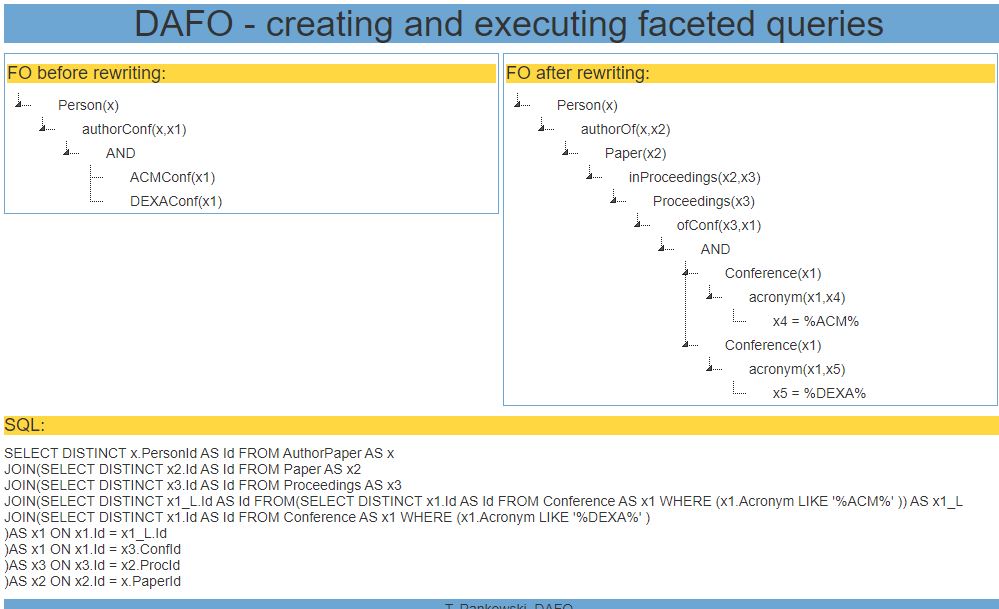 DAFO - creating and executing faceted queries
FO before rewriting:
Person(x)
authorConf(x,x1)
AND
ACMConf(x1)
DEXAConf(x1)
FO after rewriting:
Person(x)
authorOf(x,x2)
Paper(x2)
inProceedings(x2,x3)
Proceedings(x3)
ofConf(x3,x1)
AND
Conference(x1)
acronym(x1,x4)
x4 = %ACM%
Conference(x1)
acronym(x1,x5)
x5 = %DEXA%
SQL:
SELECT DISTINCT x.PersonId AS Id FROM AuthorPaper AS x
JOIN(SELECT DISTINCT x2.Id AS Id FROM Paper AS x2
JOIN(SELECT DISTINCT x3.Id AS Id FROM Proceedings AS x3
JOIN(SELECT DISTINCT x1_L.Id AS Id FROM(SELECT DISTINCT x1.Id AS Id FROM Conference AS x1 WHERE (x1.Acronym LIKE '%ACM%' )) AS x1_L
JOIN(SELECT DISTINCT x1.Id AS Id FROM Conference AS x1 WHERE (x1.Acronym LIKE '%DEXA%' )
)AS x1 ON x1.Id = x1_L.Id
)AS x1 ON x1.Id = x3.ConfId
)AS x3 ON x3.Id = x2.ProcId
)AS x2 ON x2.Id = x.PaperId
T. Pankowski, DAFO